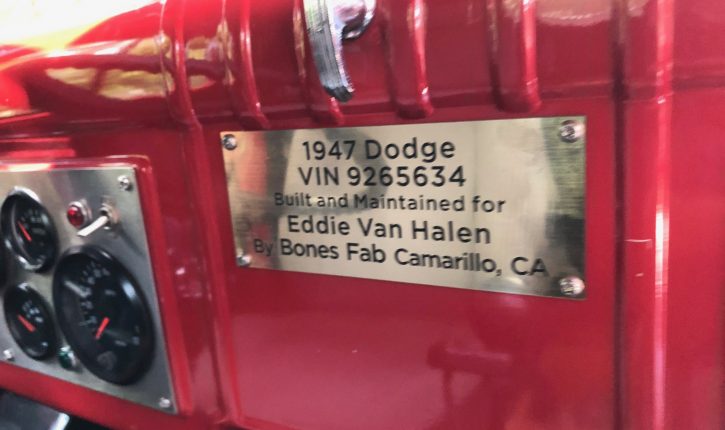 1947 Dodge
VIN 9265634
Built and Maintained for
Eddie Van Halen
By Bones Fab Camarillo, CA